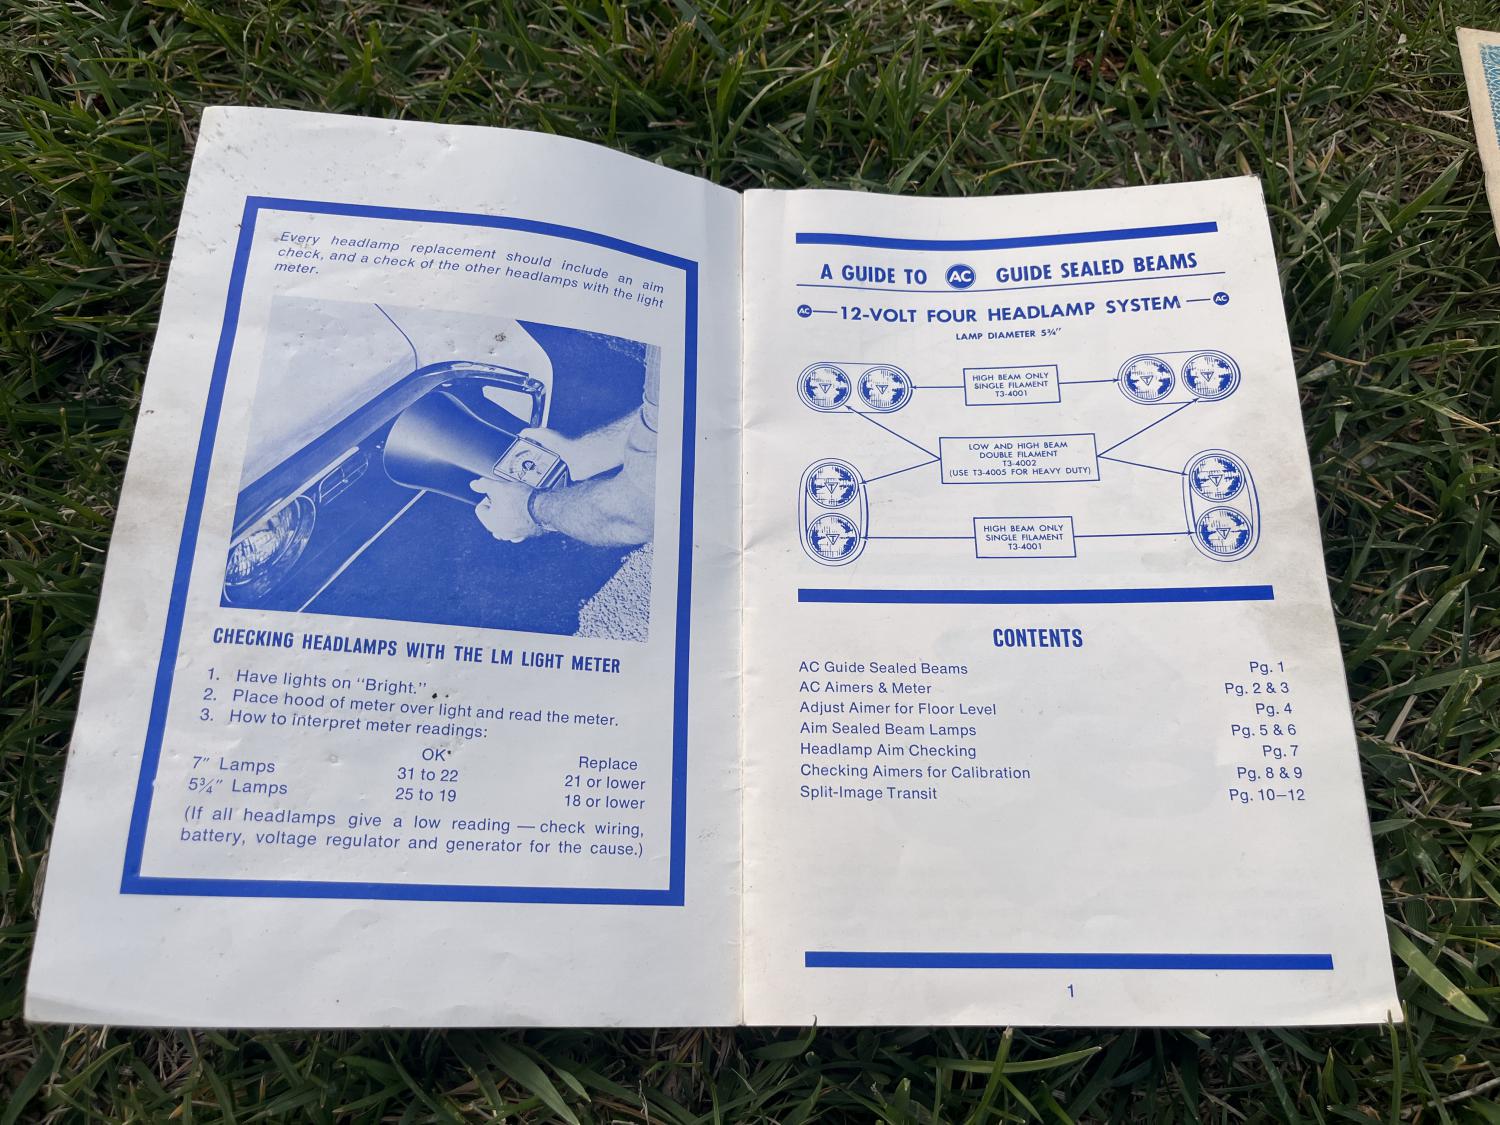 Every headlamp replacement should include an aim
check, and a check of the other headlamps with the light
meter.
CHECKING HEADLAMPS WITH THE LM LIGHT METER
1. Have lights on "Bright."
2. Place hood of meter over light and read the meter.
3. How to interpret meter readings:
OK Replace
7" Lamps 31 to 22 21 or lower
5¾" Lamps 25 to 19 18 or lower
(If all headlamps give a low reading — check wiring,
battery, voltage regulator and generator for the cause.)
A GUIDE TO AC GUIDE SEALED BEAMS
AC — 12-VOLT FOUR HEADLAMP SYSTEM — AC
LAMP DIAMETER 5¾"
HIGH BEAM ONLY
SINGLE FILAMENT
T3-4001
LOW AND HIGH BEAM
DOUBLE FILAMENT
T3-4002
(USE T3-4005 FOR HEAVY DUTY)
HIGH BEAM ONLY
SINGLE FILAMENT
T3-4001
CONTENTS
AC Guide Sealed Beams Pg. 1
AC Aimers & Meter Pg. 2 & 3
Adjust Aimer for Floor Level Pg. 4
Aim Sealed Beam Lamps Pg. 5 & 6
Headlamp Aim Checking Pg. 7
Checking Aimers for Calibration Pg. 8 & 9
Split-Image Transit Pg. 10–12
1